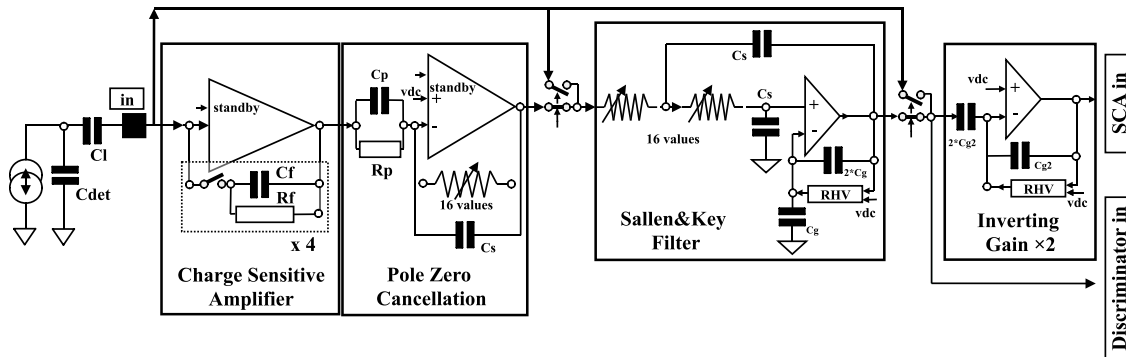 in
Cl
Cdet
standby
Cf
Rf
x 4
Charge Sensitive
Amplifier
Cp
vdc
standby
+
-
Rp
16 values
Cs
Pole Zero
Cancellation
Cs
Cs
16 values
+
-
2*Cg
RHV
vdc
Cg
Sallen&Key
Filter
vdc
+
-
2*Cg2
Cg2
RHV
vdc
Inverting
Gain ×2
SCA in
Discriminator in